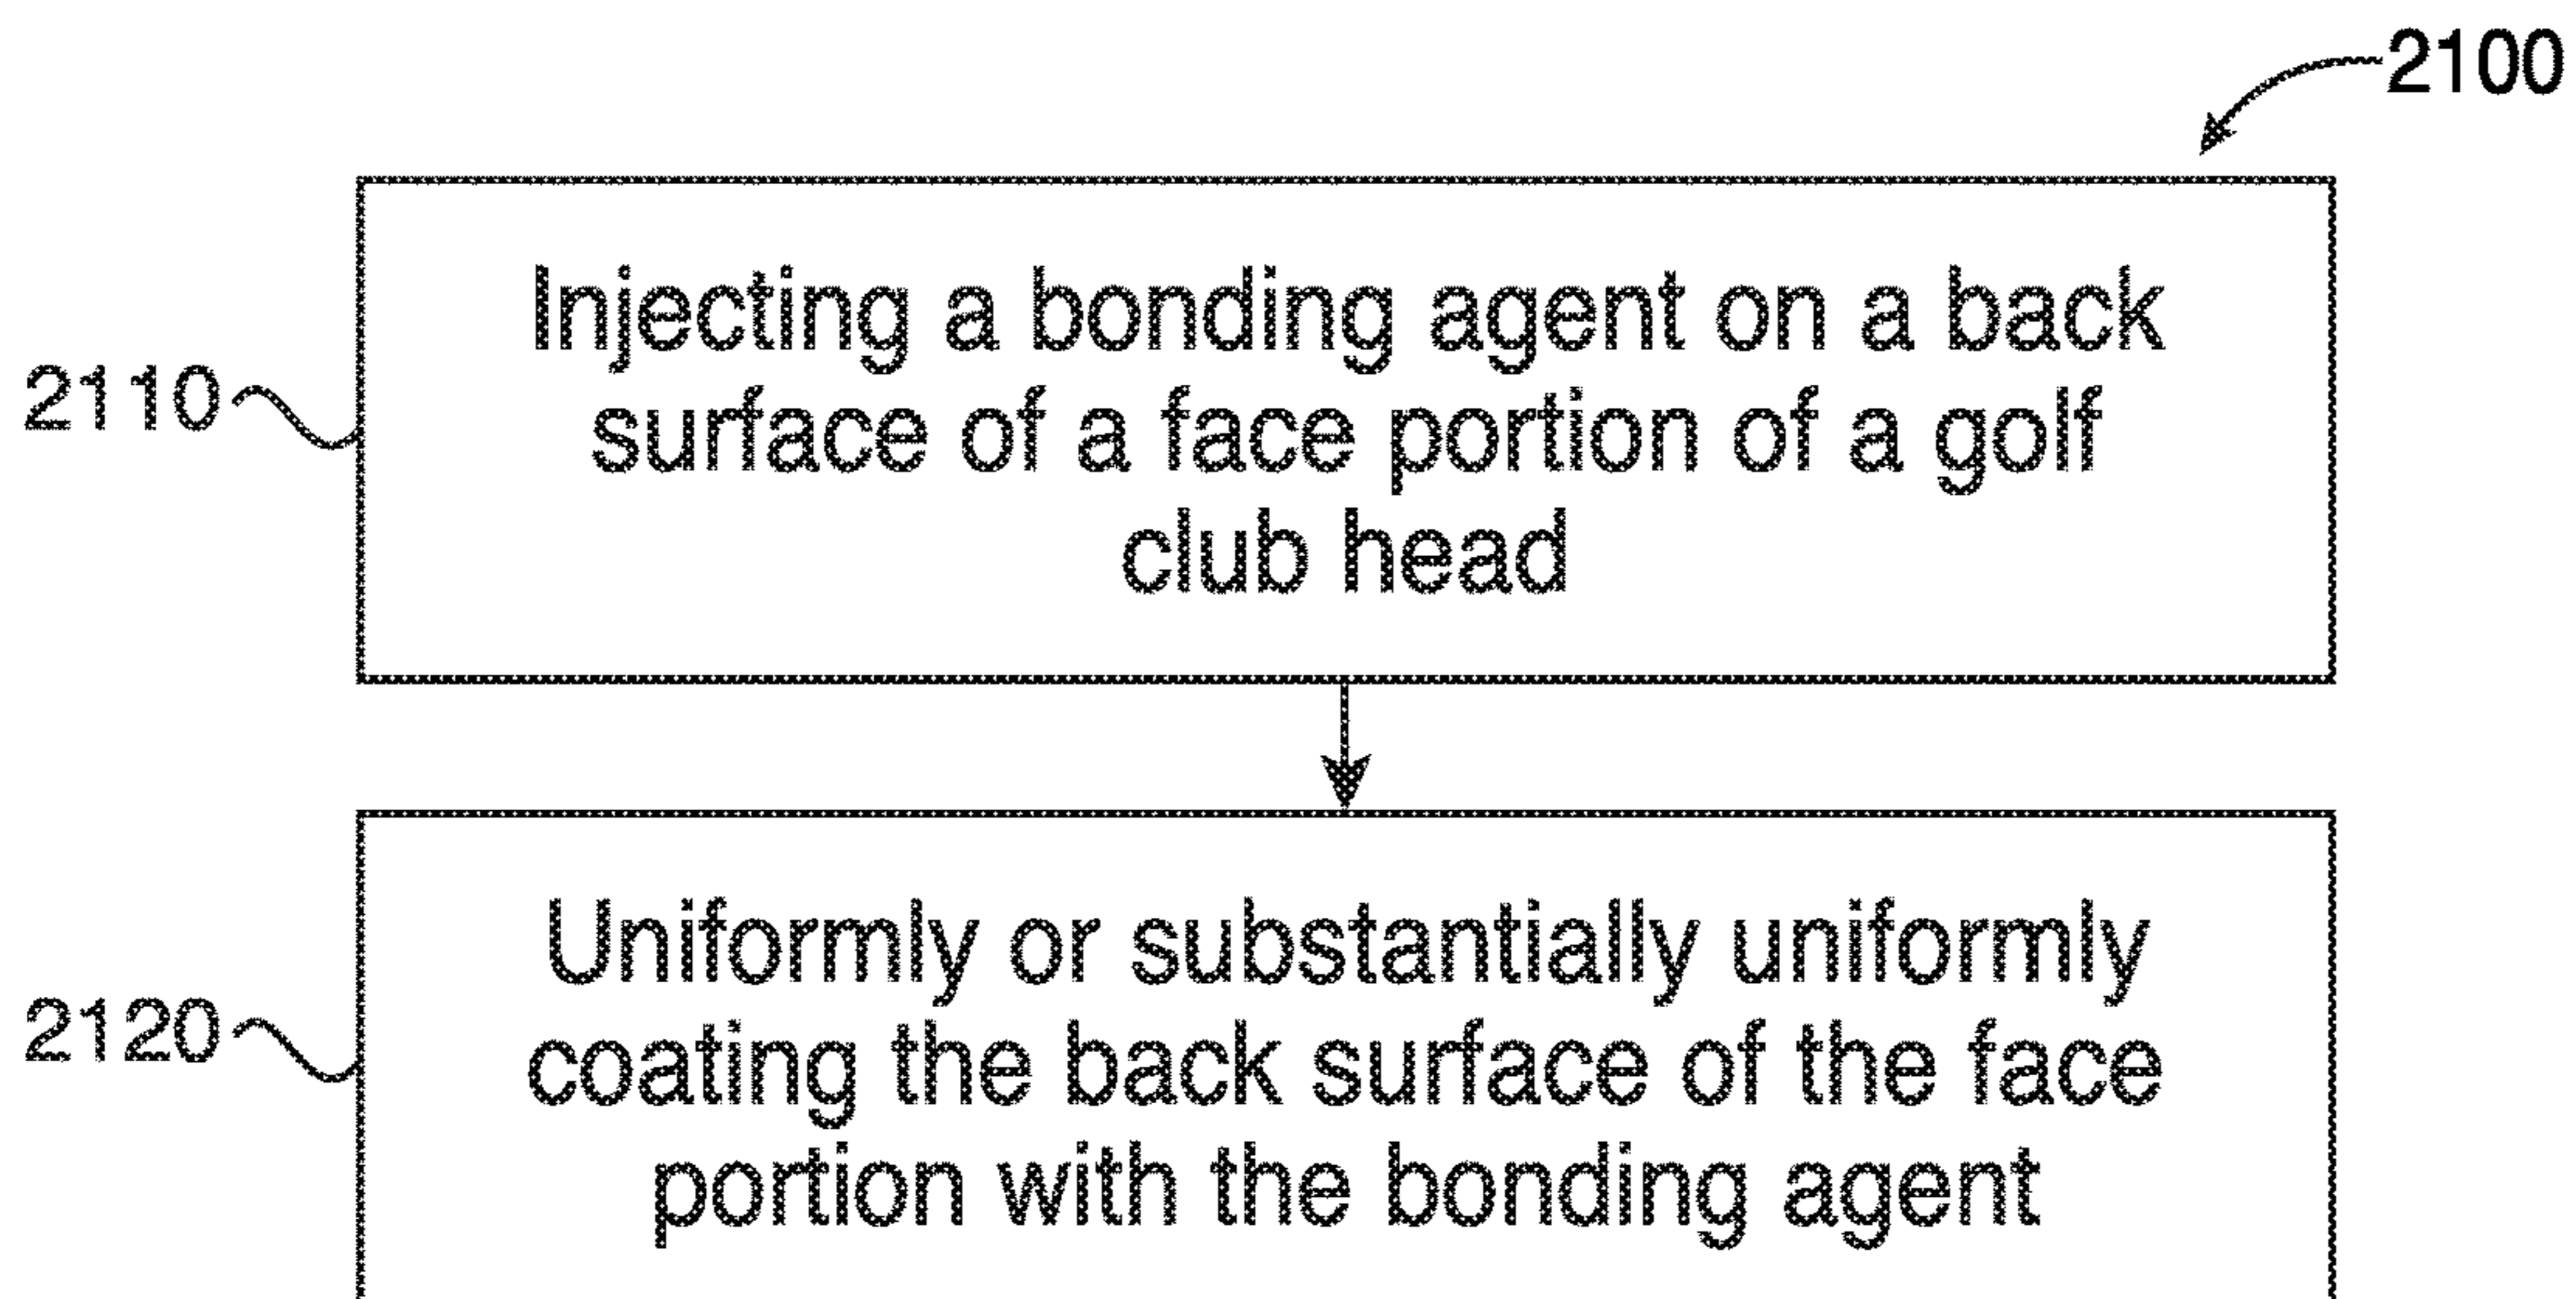 2100
Injecting a bonding agent on a back
surface of a face portion of a golf
club head
2110
Uniformly or substantially uniformly
coating the back surface of the face
portion with the bonding agent
2120